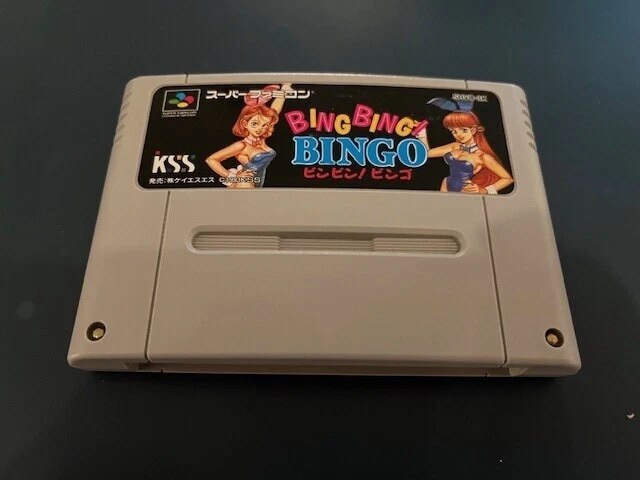 スーパーファミコン
BING BING!
BINGO
ビンビン!ビンゴ
KSS
発売:㈱ケイエスエス